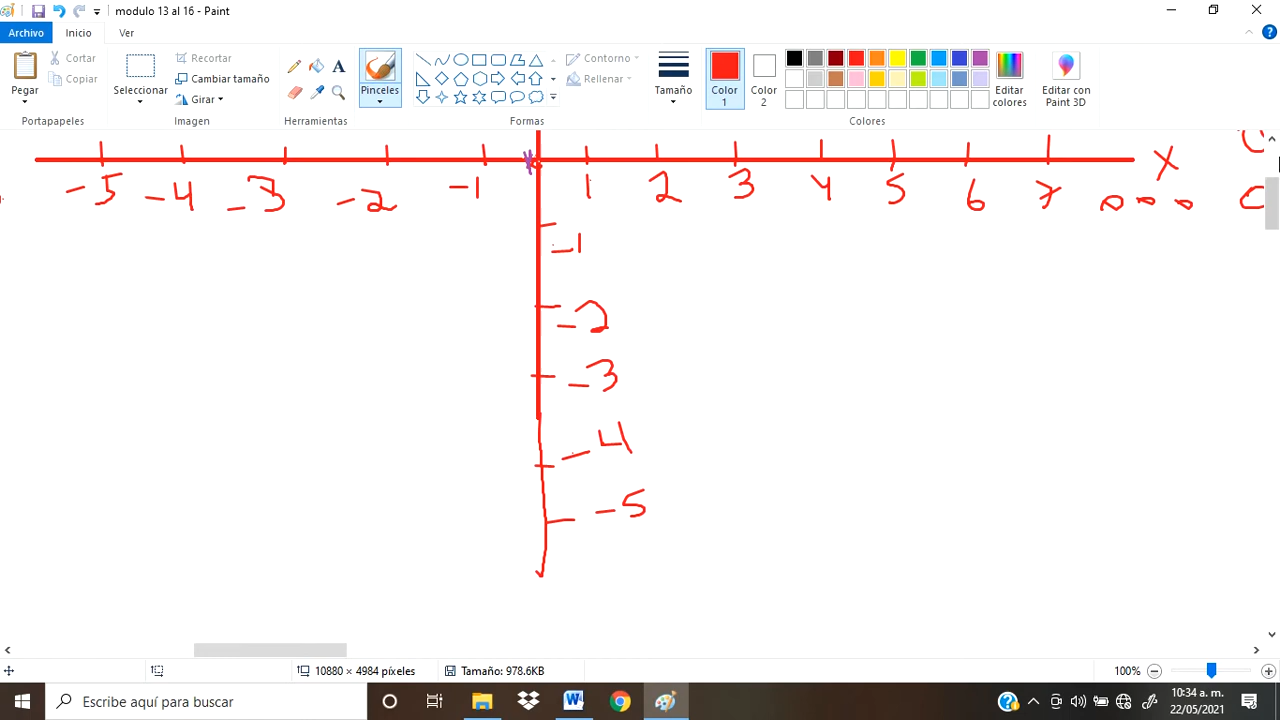 modulo 13 al 16 - Paint
Archivo Inicio Ver
Pegar
Cortar
Copiar
Portapapeles
Seleccionar
Recortar
Cambiar tamaño
Girar
Imagen
A
Herramientas
Pinceles
Contorno
Rellenar
Formas
Tamaño
Color 1
Color 2
Editar colores
Editar con Paint 3D
Colores
X
-5 -4 -3 -2 -1 1 2 3 4 5 6 7
-1
-2
-3
-4
-5
10880 × 4984 píxeles
Tamaño: 978.6KB
100%
Escribe aquí para buscar
10:34 a. m.
22/05/2021